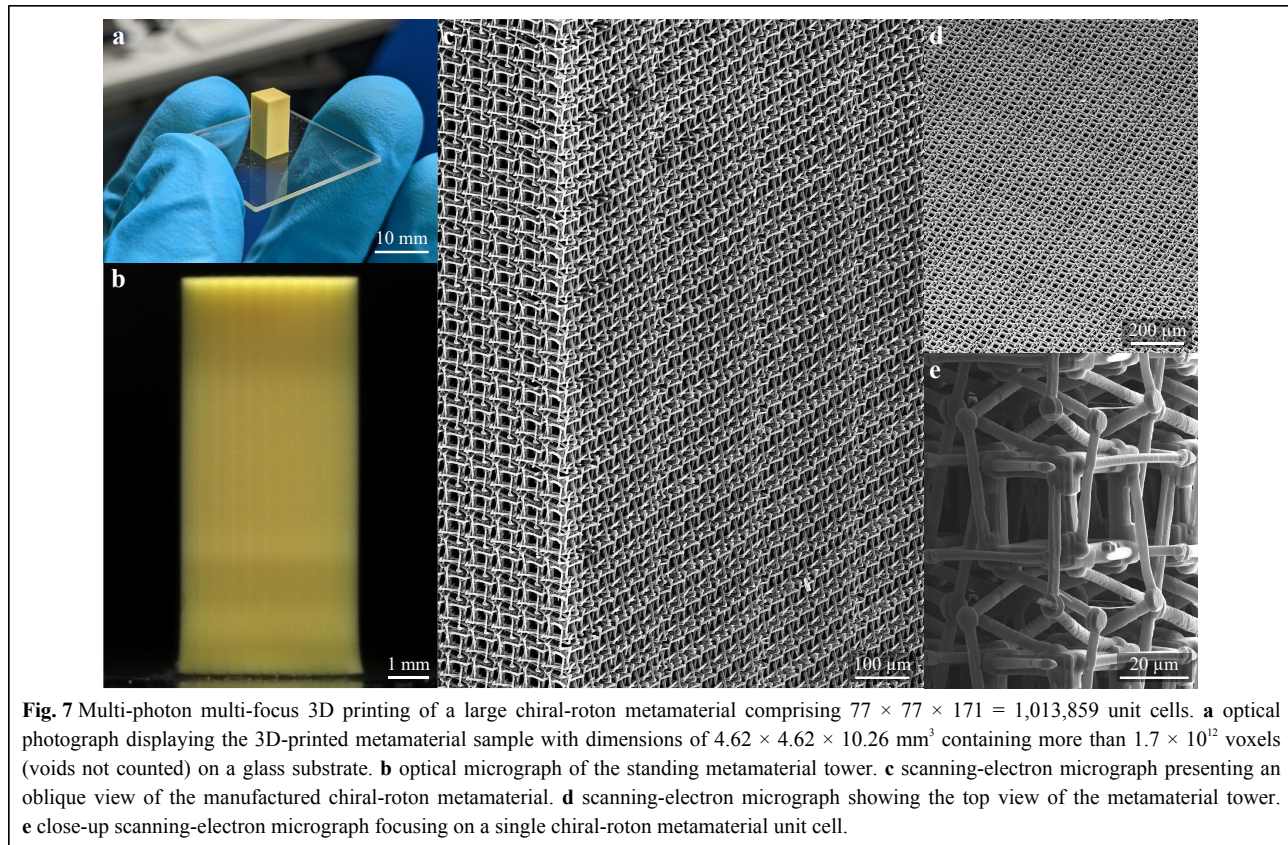 a
10 mm
b
1 mm
c
100 µm
d
200 µm
e
20 µm
Fig. 7 Multi-photon multi-focus 3D printing of a large chiral-roton metamaterial comprising 77 × 77 × 171 = 1,013,859 unit cells. a optical
photograph displaying the 3D-printed metamaterial sample with dimensions of 4.62 × 4.62 × 10.26 mm³ containing more than 1.7 × 10¹² voxels
(voids not counted) on a glass substrate. b optical micrograph of the standing metamaterial tower. c scanning-electron micrograph presenting an
oblique view of the manufactured chiral-roton metamaterial. d scanning-electron micrograph showing the top view of the metamaterial tower.
e close-up scanning-electron micrograph focusing on a single chiral-roton metamaterial unit cell.